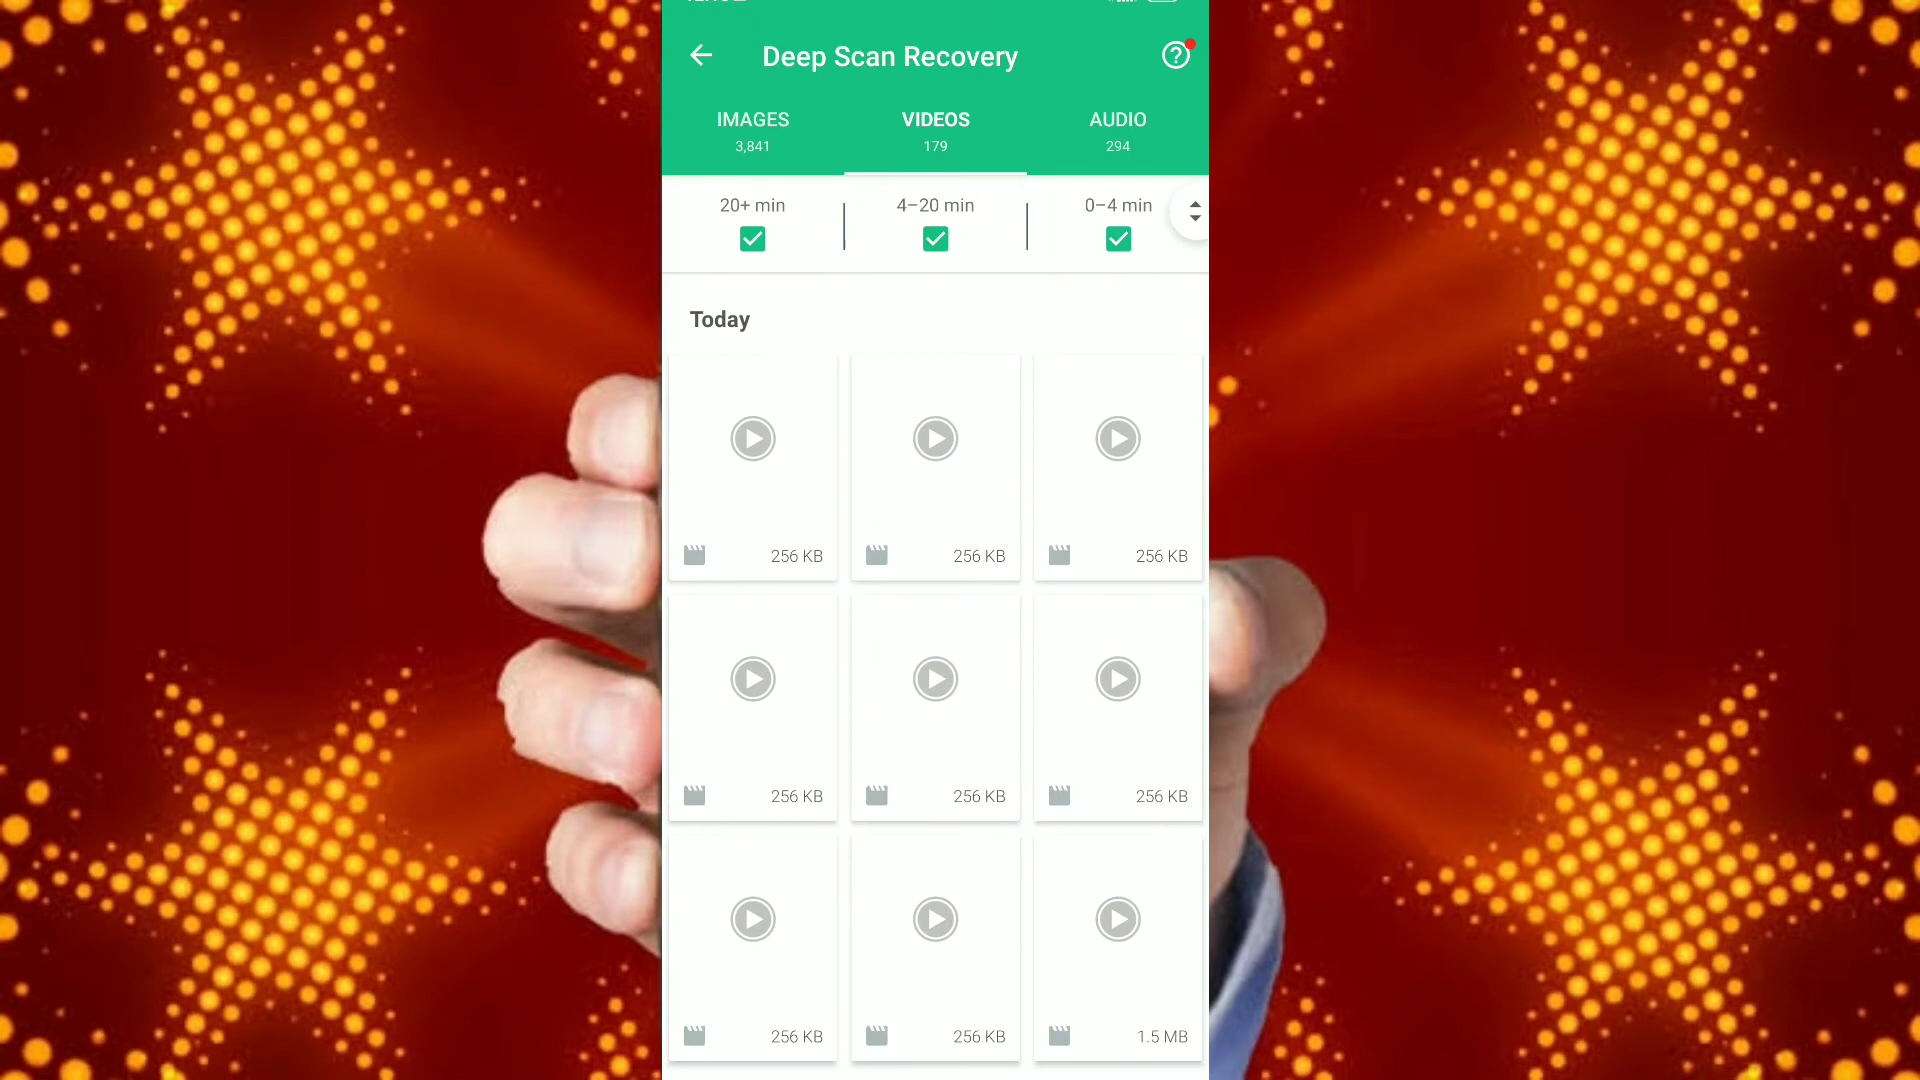 Deep Scan Recovery
IMAGES VIDEOS AUDIO
3,841 179 294
20+ min 4–20 min 0–4 min
Today
256 KB 256 KB 256 KB
256 KB 256 KB 256 KB
256 KB 256 KB 1.5 MB